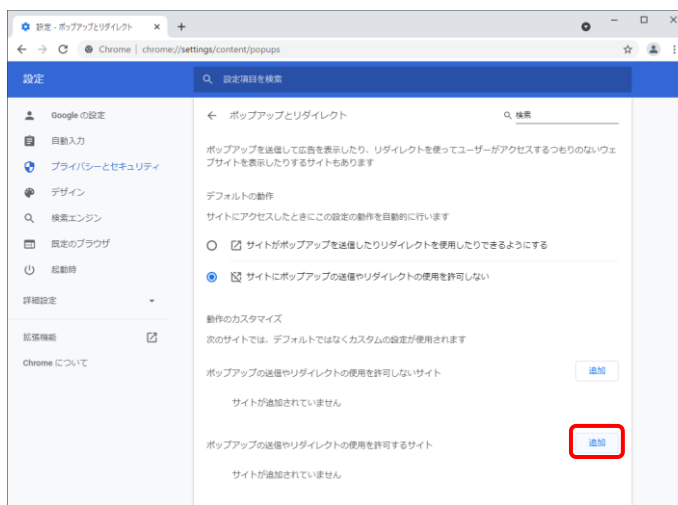 設定 - ポップアップとリダイレクト
Chrome | chrome://settings/content/popups
設定
設定項目を検索
Google の設定
自動入力
プライバシーとセキュリティ
デザイン
検索エンジン
既定のブラウザ
起動時
詳細設定
拡張機能
Chrome について
ポップアップとリダイレクト
検索
ポップアップを送信して広告を表示したり、リダイレクトを使ってユーザーがアクセスするつもりのないウェ
ブサイトを表示したりするサイトもあります
デフォルトの動作
サイトにアクセスしたときにこの設定の動作を自動的に行います
サイトがポップアップを送信したりリダイレクトを使用したりできるようにする
サイトにポップアップの送信やリダイレクトの使用を許可しない
動作のカスタマイズ
次のサイトでは、デフォルトではなくカスタムの設定が使用されます
ポップアップの送信やリダイレクトの使用を許可しないサイト
追加
サイトが追加されていません
ポップアップの送信やリダイレクトの使用を許可するサイト
追加
サイトが追加されていません